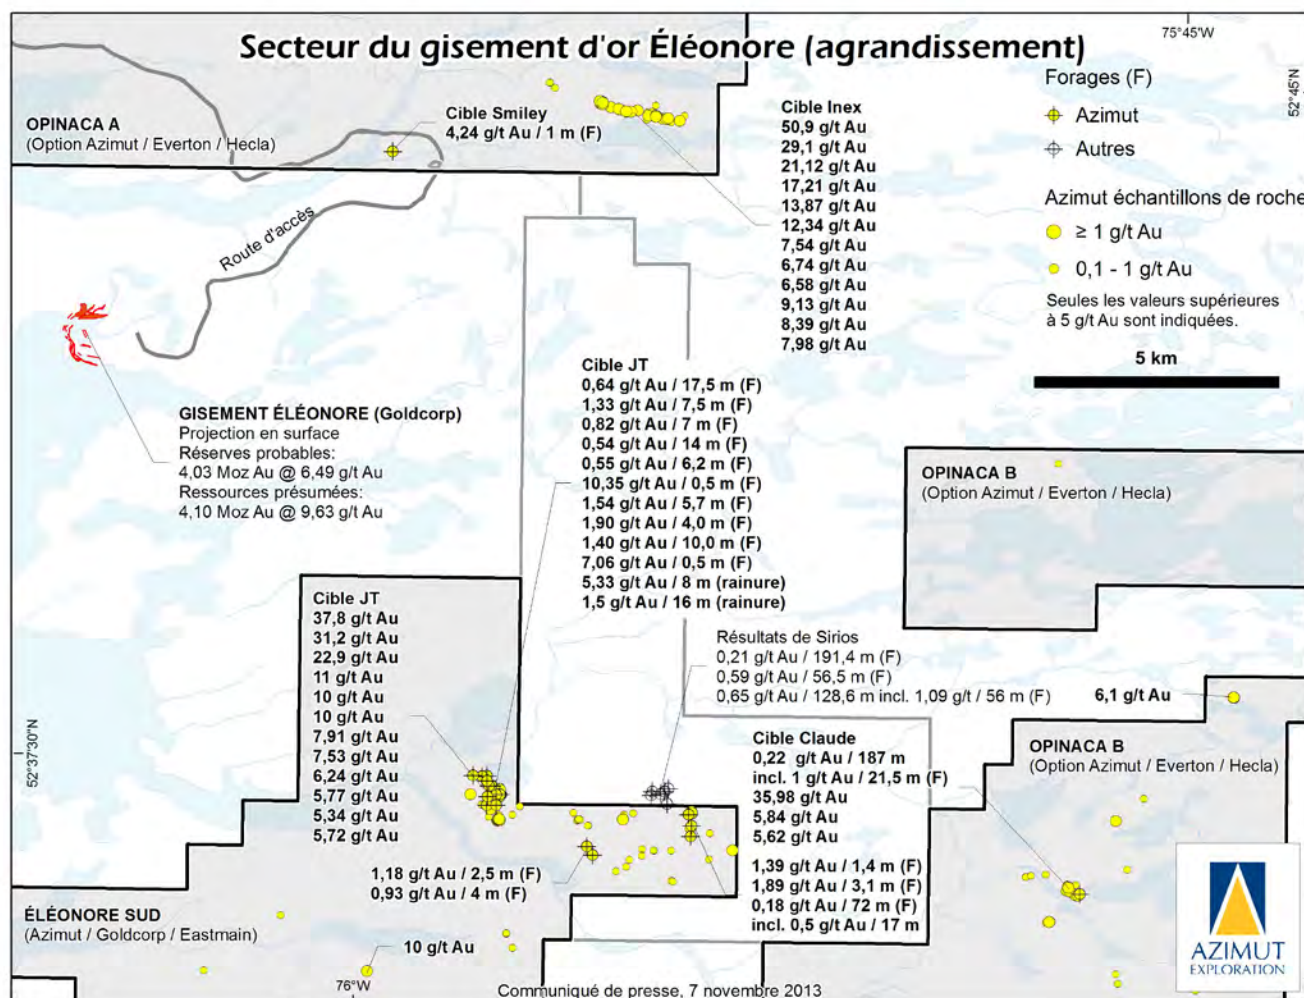 Secteur du gisement d'or Éléonore (agrandissement)
75°45'W
52°45'N
OPINACA A
(Option Azimut / Everton / Hecla)
Cible Smiley
4,24 g/t Au / 1 m (F)
Route d'accès
Cible Inex
50,9 g/t Au
29,1 g/t Au
21,12 g/t Au
17,21 g/t Au
13,87 g/t Au
12,34 g/t Au
7,54 g/t Au
6,74 g/t Au
6,58 g/t Au
9,13 g/t Au
8,39 g/t Au
7,98 g/t Au
Forages (F)
Azimut
Autres
Azimut échantillons de roche
≥ 1 g/t Au
0,1 - 1 g/t Au
Seules les valeurs supérieures
à 5 g/t Au sont indiquées.
5 km
GISEMENT ÉLÉONORE (Goldcorp)
Projection en surface
Réserves probables:
4,03 Moz Au @ 6,49 g/t Au
Ressources présumées:
4,10 Moz Au @ 9,63 g/t Au
Cible JT
0,64 g/t Au / 17,5 m (F)
1,33 g/t Au / 7,5 m (F)
0,82 g/t Au / 7 m (F)
0,54 g/t Au / 14 m (F)
0,55 g/t Au / 6,2 m (F)
10,35 g/t Au / 0,5 m (F)
1,54 g/t Au / 5,7 m (F)
1,90 g/t Au / 4,0 m (F)
1,40 g/t Au / 10,0 m (F)
7,06 g/t Au / 0,5 m (F)
5,33 g/t Au / 8 m (rainure)
1,5 g/t Au / 16 m (rainure)
OPINACA B
(Option Azimut / Everton / Hecla)
Cible JT
37,8 g/t Au
31,2 g/t Au
22,9 g/t Au
11 g/t Au
10 g/t Au
10 g/t Au
7,91 g/t Au
7,53 g/t Au
6,24 g/t Au
5,77 g/t Au
5,34 g/t Au
5,72 g/t Au
Résultats de Sirios
0,21 g/t Au / 191,4 m (F)
0,59 g/t Au / 56,5 m (F)
0,65 g/t Au / 128,6 m incl. 1,09 g/t / 56 m (F)
6,1 g/t Au
52°37'30"N
Cible Claude
0,22 g/t Au / 187 m
incl. 1 g/t Au / 21,5 m (F)
35,98 g/t Au
5,84 g/t Au
5,62 g/t Au
1,39 g/t Au / 1,4 m (F)
1,89 g/t Au / 3,1 m (F)
0,18 g/t Au / 72 m (F)
incl. 0,5 g/t Au / 17 m
OPINACA B
(Option Azimut / Everton / Hecla)
1,18 g/t Au / 2,5 m (F)
0,93 g/t Au / 4 m (F)
ÉLÉONORE SUD
(Azimut / Goldcorp / Eastmain)
10 g/t Au
76°W
Communiqué de presse, 7 novembre 2013
AZIMUT
EXPLORATION